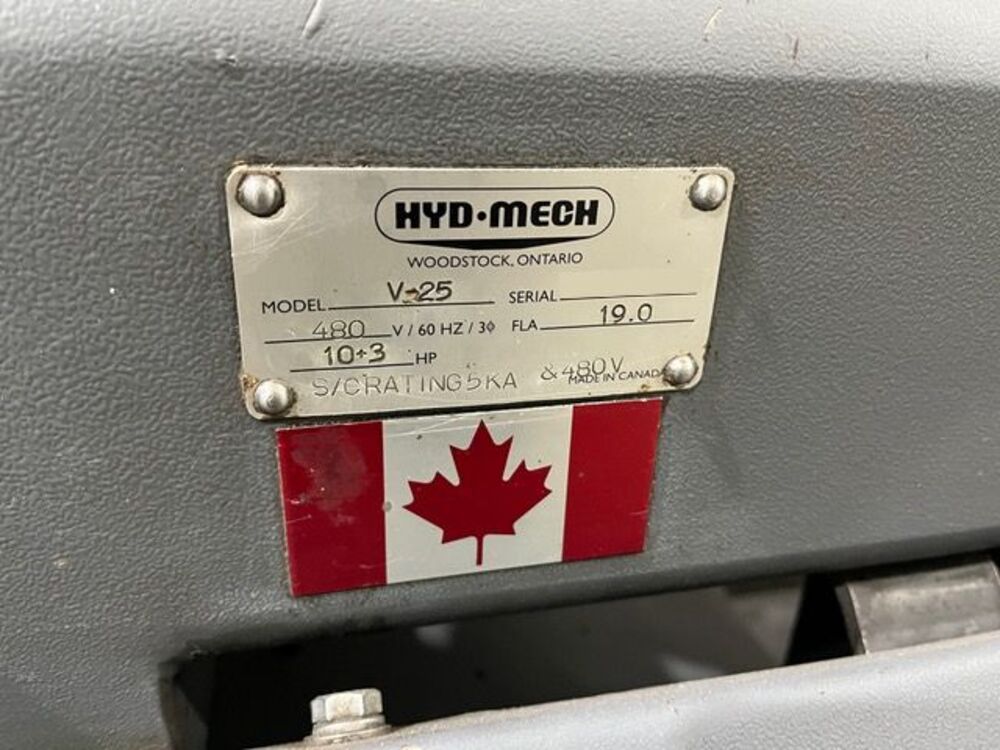 HYD·MECH
WOODSTOCK, ONTARIO
MODEL V-25 SERIAL
480 V / 60 HZ / 3Φ FLA 19.0
10+3 HP
S/C RATING 5KA & 480V
MADE IN CANADA